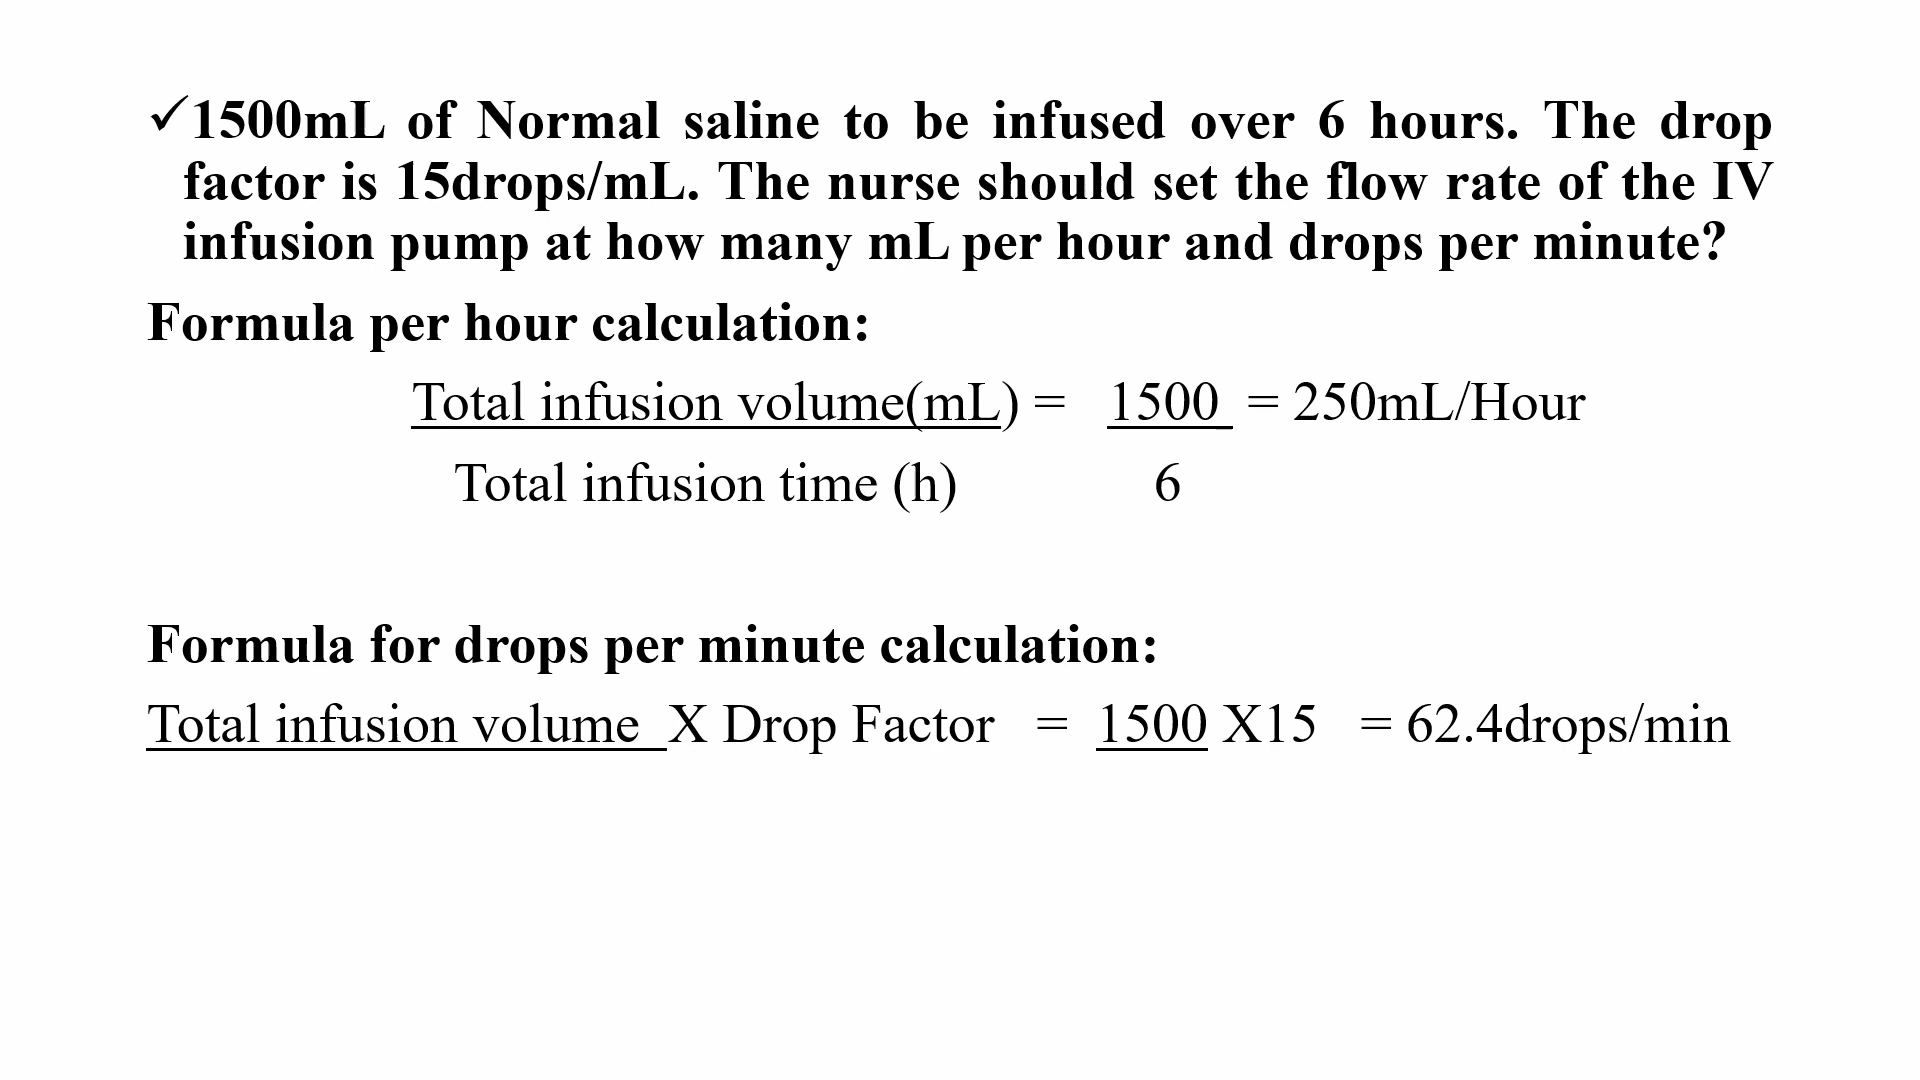 ✓1500mL of Normal saline to be infused over 6 hours. The drop
factor is 15drops/mL. The nurse should set the flow rate of the IV
infusion pump at how many mL per hour and drops per minute?
Formula per hour calculation:
Total infusion volume(mL) = 1500_ = 250mL/Hour
Total infusion time (h) 6
Formula for drops per minute calculation:
Total infusion volume X Drop Factor = 1500 X15 = 62.4drops/min